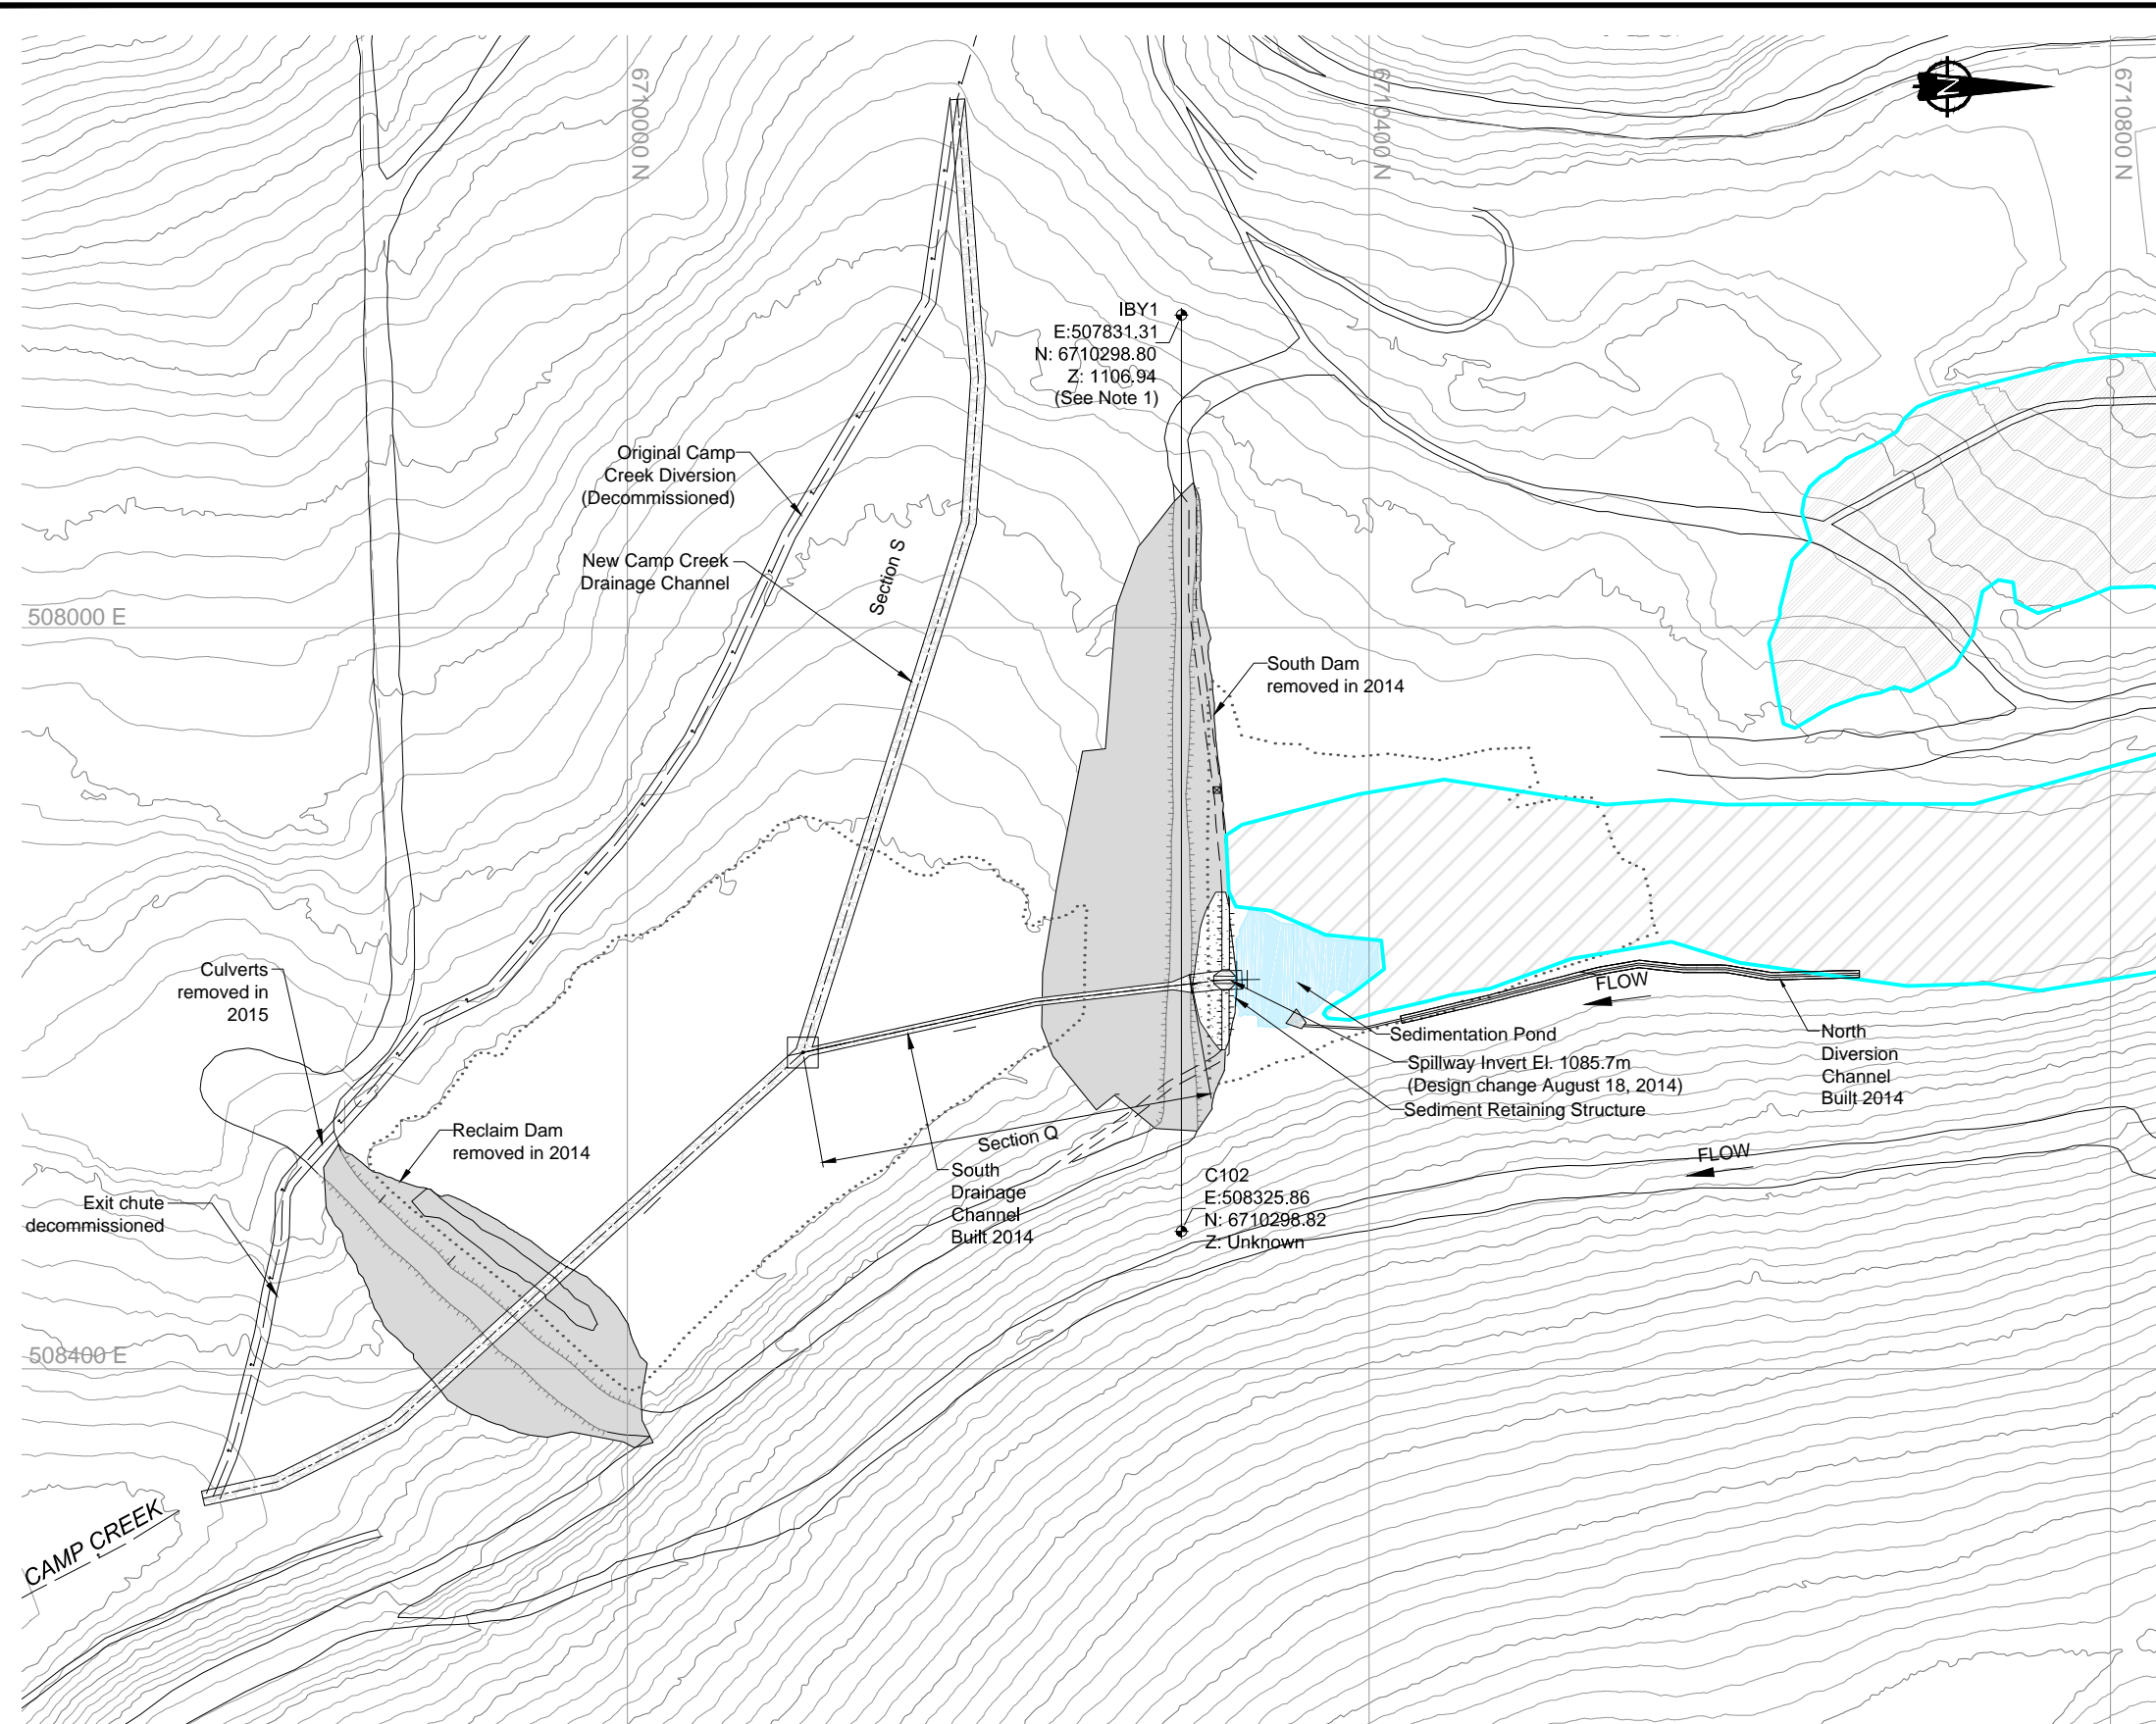 6710000 N
6710400 N
6710800 N
N
IBY1
E:507831.31
N: 6710298.80
Z: 1106.94
(See Note 1)
Original Camp
Creek Diversion
(Decommissioned)
New Camp Creek
Drainage Channel
Section S
508000 E
South Dam
removed in 2014
Culverts
removed in
2015
FLOW
Sedimentation Pond
Spillway Invert El. 1085.7m
(Design change August 18, 2014)
Sediment Retaining Structure
North
Diversion
Channel
Built 2014
Reclaim Dam
removed in 2014
Section Q
South
Drainage
Channel
Built 2014
FLOW
C102
E:508325.86
N: 6710298.82
Z: Unknown
Exit chute
decommissioned
508400 E
CAMP CREEK